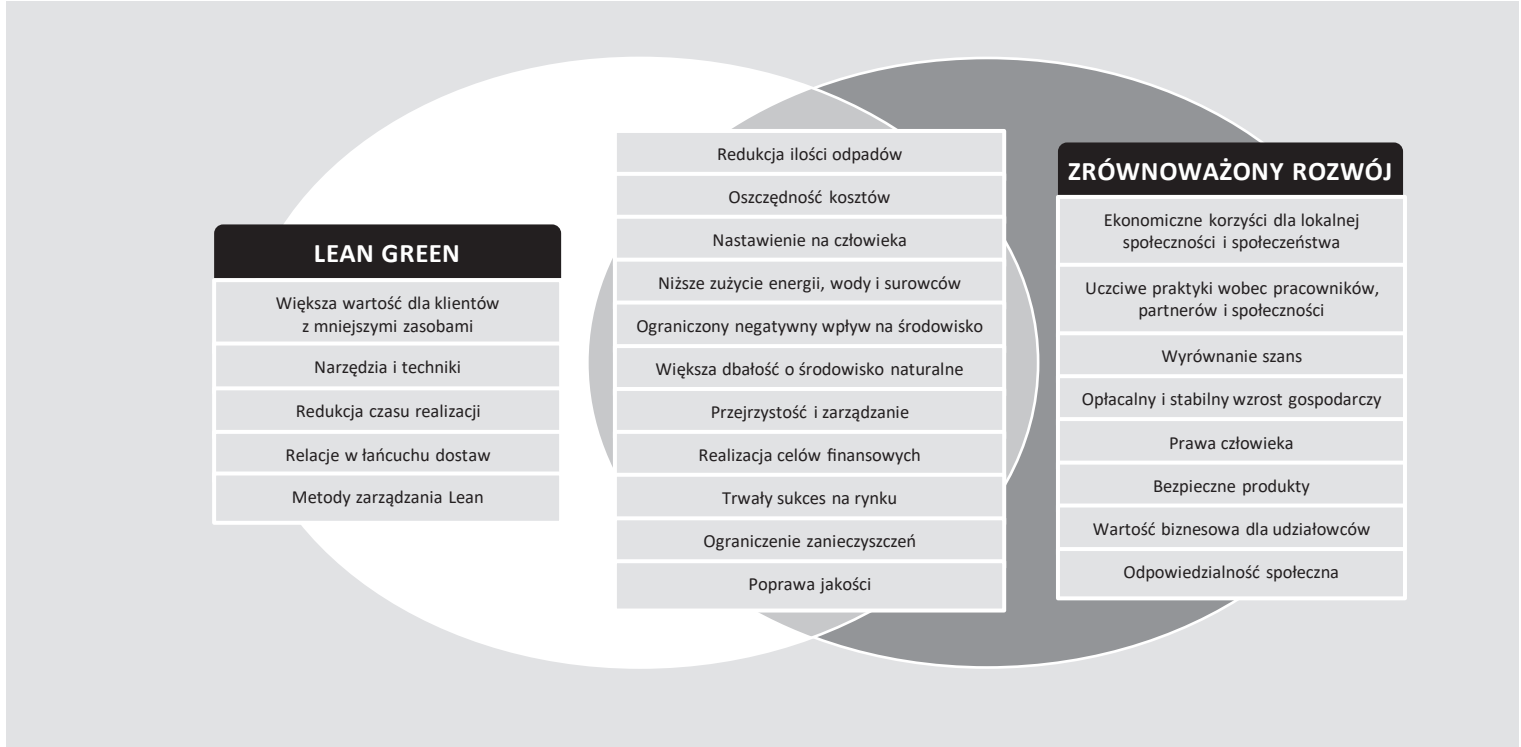 LEAN GREEN
Większa wartość dla klientów
z mniejszymi zasobami
Narzędzia i techniki
Redukcja czasu realizacji
Relacje w łańcuchu dostaw
Metody zarządzania Lean
Redukcja ilości odpadów
Oszczędność kosztów
Nastawienie na człowieka
Niższe zużycie energii, wody i surowców
Ograniczony negatywny wpływ na środowisko
Większa dbałość o środowisko naturalne
Przejrzystość i zarządzanie
Realizacja celów finansowych
Trwały sukces na rynku
Ograniczenie zanieczyszczeń
Poprawa jakości
ZRÓWNOWAŻONY ROZWÓJ
Ekonomiczne korzyści dla lokalnej
społeczności i społeczeństwa
Uczciwe praktyki wobec pracowników,
partnerów i społeczności
Wyrównanie szans
Opłacalny i stabilny wzrost gospodarczy
Prawa człowieka
Bezpieczne produkty
Wartość biznesowa dla udziałowców
Odpowiedzialność społeczna